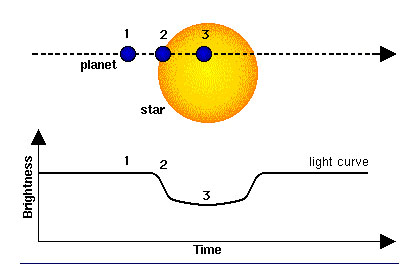 1 2 3
planet
star
1 2 light curve
3
Brightness
Time